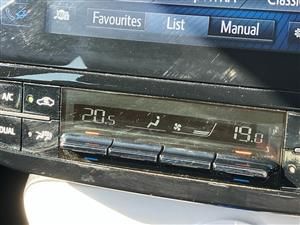 Favourites List Manual
A/C
20.5 19.0
DUAL